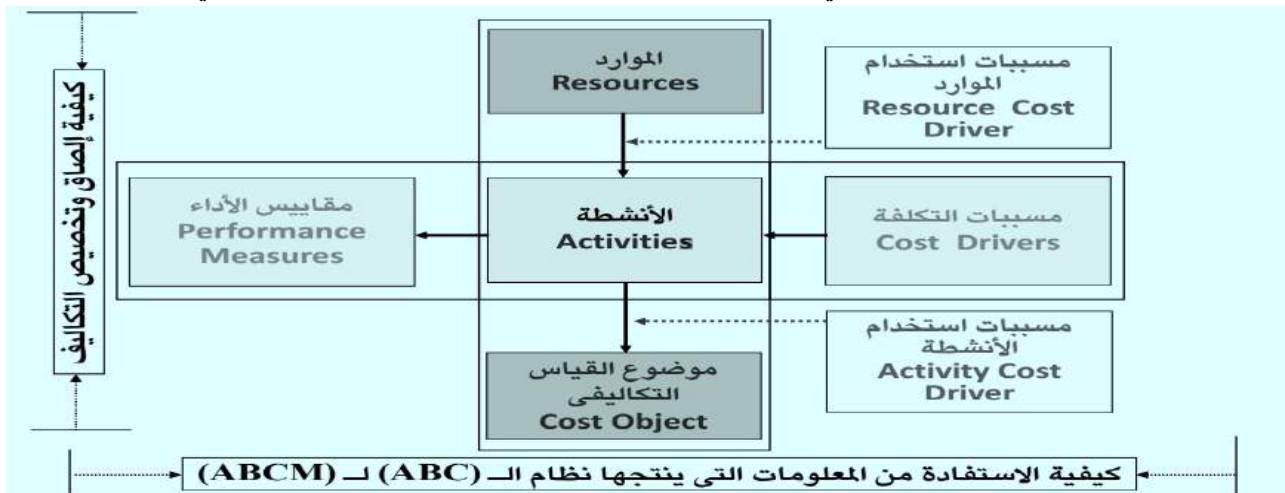 الموارد
Resources
مسببات استخدام
الموارد
Resource Cost
Driver
كيفية إلصاق وتخصيص التكاليف
مقاييس الأداء
Performance
Measures
الأنشطة
Activities
مسببات التكلفة
Cost Drivers
موضوع القياس
التكاليفى
Cost Object
مسببات استخدام
الأنشطة
Activity Cost
Driver
كيفية الاستفادة من المعلومات التى ينتجها نظام الـ (ABC) لـ (ABCM)